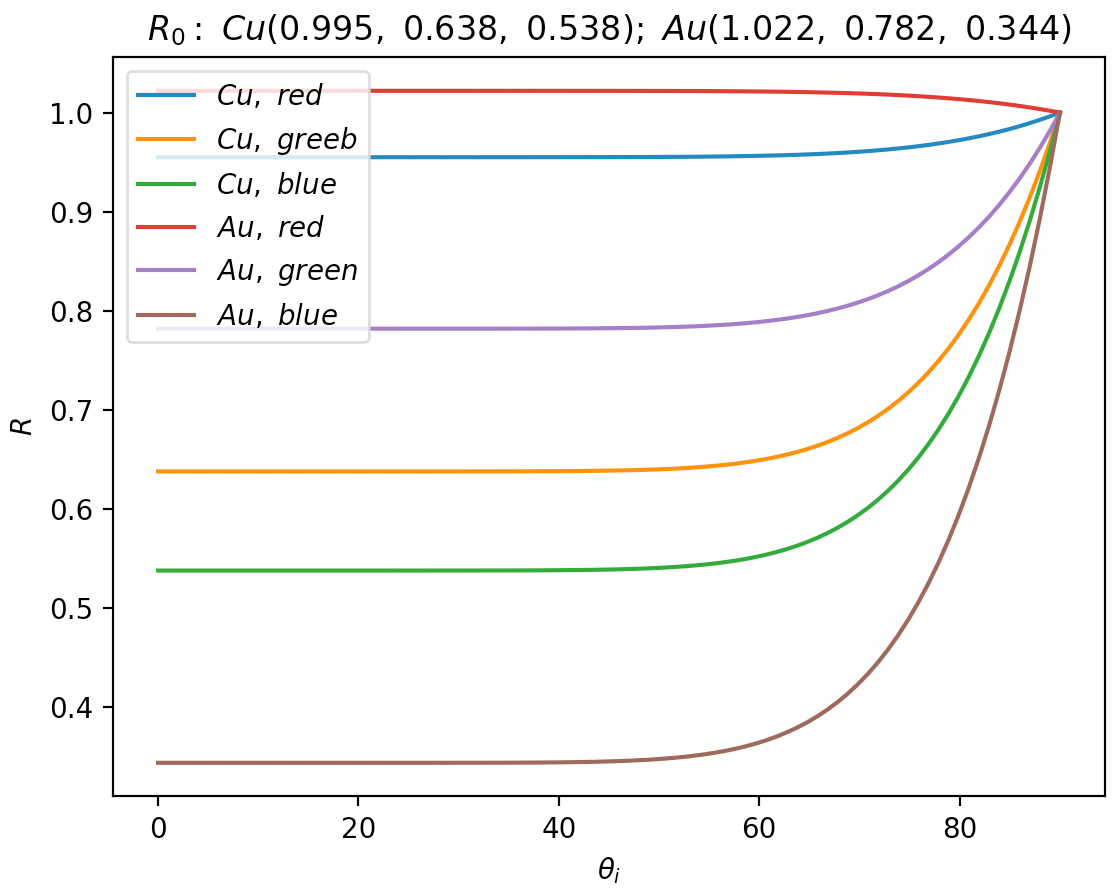 R₀ : Cu(0.995, 0.638, 0.538); Au(1.022, 0.782, 0.344)
Cu, red
Cu, greeb
Cu, blue
Au, red
Au, green
Au, blue
1.0
0.9
0.8
0.7
0.6
0.5
0.4
R
0
20
40
60
80
θᵢ